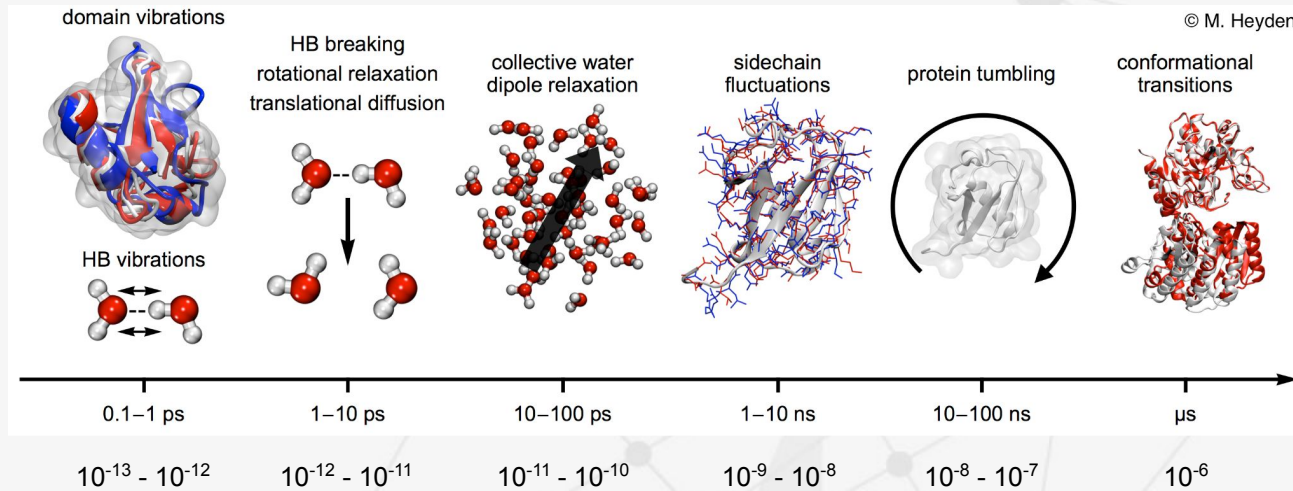 domain vibrations
© M. Heyden
HB breaking
rotational relaxation
translational diffusion
collective water
dipole relaxation
sidechain
fluctuations
protein tumbling
conformational
transitions
HB vibrations
0.1–1 ps
1–10 ps
10–100 ps
1–10 ns
10–100 ns
µs
10⁻¹³ - 10⁻¹²
10⁻¹² - 10⁻¹¹
10⁻¹¹ - 10⁻¹⁰
10⁻⁹ - 10⁻⁸
10⁻⁸ - 10⁻⁷
10⁻⁶